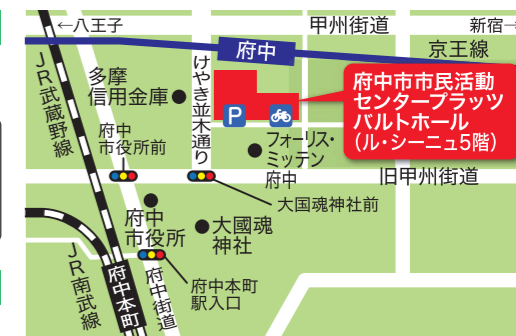 ←八王子
甲州街道
新宿→
府中
京王線
JR武蔵野線
多摩
信用金庫
けやき並木通り
府中市市民活動
センタープラッツ
バルトホール
(ル・シーニュ5階)
P
フォーリス・
ミッテン
府中
府中
市役所前
旧甲州街道
大国魂神社前
府中
市役所
大國魂
神社
JR南武線
府中本町
府中街道
府中本町
駅入口